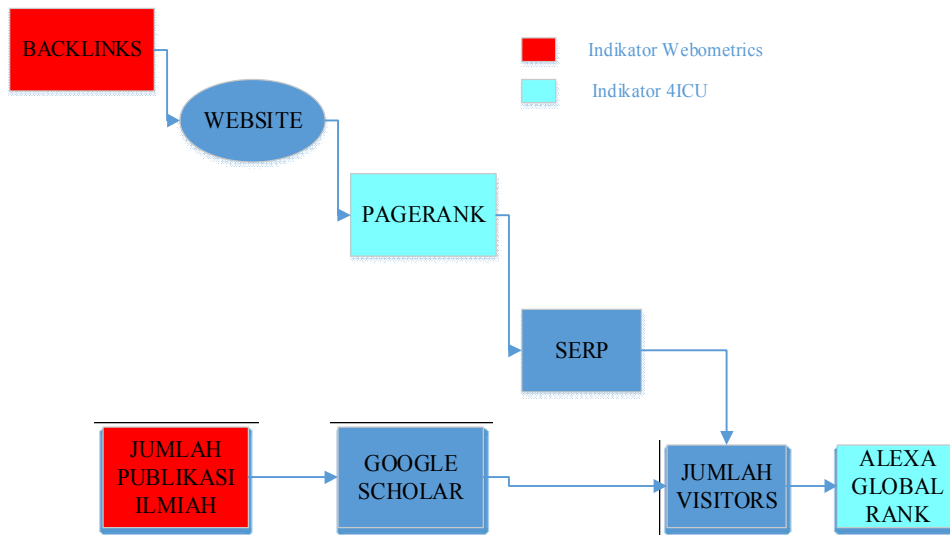 BACKLINKS
Indikator Webometrics
Indikator 4ICU
WEBSITE
PAGERANK
SERP
JUMLAH
PUBLIKASI
ILMIAH
GOOGLE
SCHOLAR
JUMLAH
VISITORS
ALEXA
GLOBAL
RANK